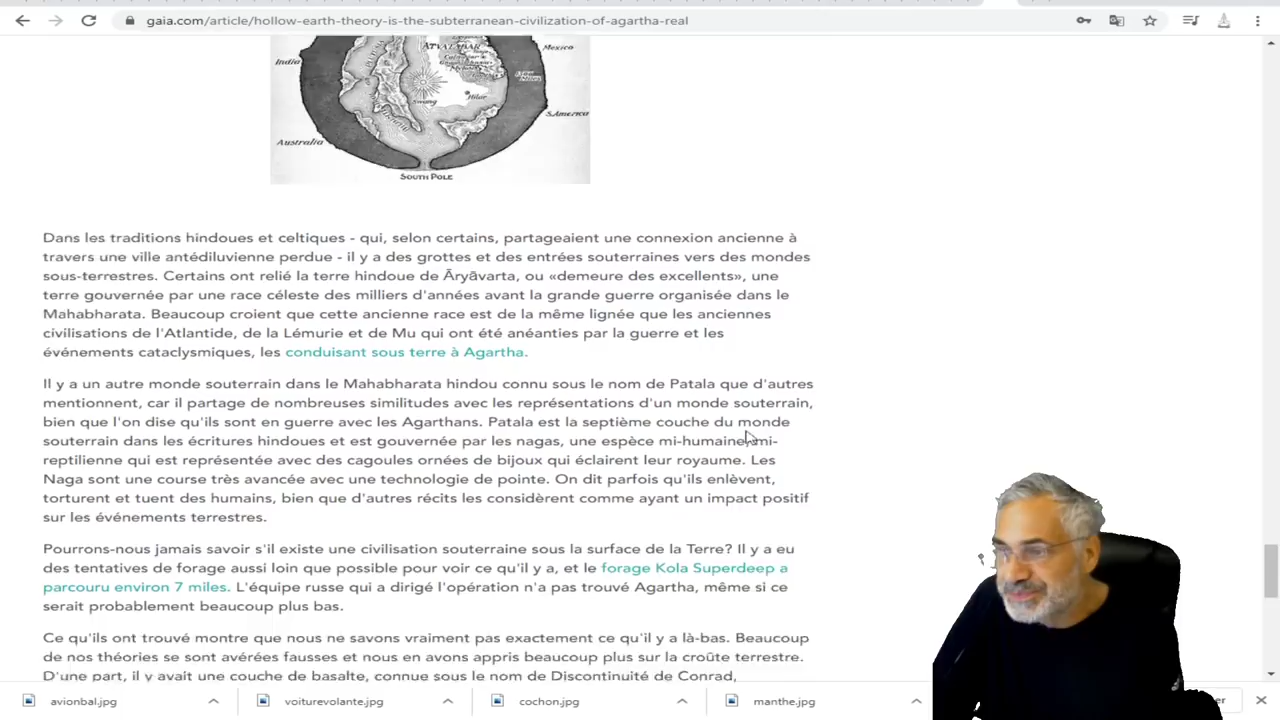 gaia.com/article/hollow-earth-theory-is-the-subterranean-civilization-of-agartha-real
ATVATABAR
Mexico
India
Swang
Hilar
S.America
Australia
SOUTH POLE
Dans les traditions hindoues et celtiques - qui, selon certains, partageaient une connexion ancienne à
travers une ville antédiluvienne perdue - il y a des grottes et des entrées souterraines vers des mondes
sous-terrestres. Certains ont relié la terre hindoue de Āryāvarta, ou «demeure des excellents», une
terre gouvernée par une race céleste des milliers d'années avant la grande guerre organisée dans le
Mahabharata. Beaucoup croient que cette ancienne race est de la même lignée que les anciennes
civilisations de l'Atlantide, de la Lémurie et de Mu qui ont été anéanties par la guerre et les
événements cataclysmiques, les conduisant sous terre à Agartha.
Il y a un autre monde souterrain dans le Mahabharata hindou connu sous le nom de Patala que d'autres
mentionnent, car il partage de nombreuses similitudes avec les représentations d'un monde souterrain,
bien que l'on dise qu'ils sont en guerre avec les Agarthans. Patala est la septième couche du monde
souterrain dans les écritures hindoues et est gouvernée par les nagas, une espèce mi-humaine mi-
reptilienne qui est représentée avec des cagoules ornées de bijoux qui éclairent leur royaume. Les
Naga sont une course très avancée avec une technologie de pointe. On dit parfois qu'ils enlèvent,
torturent et tuent des humains, bien que d'autres récits les considèrent comme ayant un impact positif
sur les événements terrestres.
Pourrons-nous jamais savoir s'il existe une civilisation souterraine sous la surface de la Terre? Il y a eu
des tentatives de forage aussi loin que possible pour voir ce qu'il y a, et le forage Kola Superdeep a
parcouru environ 7 miles. L'équipe russe qui a dirigé l'opération n'a pas trouvé Agartha, même si ce
serait probablement beaucoup plus bas.
Ce qu'ils ont trouvé montre que nous ne savons vraiment pas exactement ce qu'il y a là-bas. Beaucoup
de nos théories se sont avérées fausses et nous en avons appris beaucoup plus sur la croûte terrestre.
D'une part, il y avait une couche de basalte, connue sous le nom de Discontinuité de Conrad,
avionbal.jpg
voiturevolante.jpg
cochon.jpg
manthe.jpg